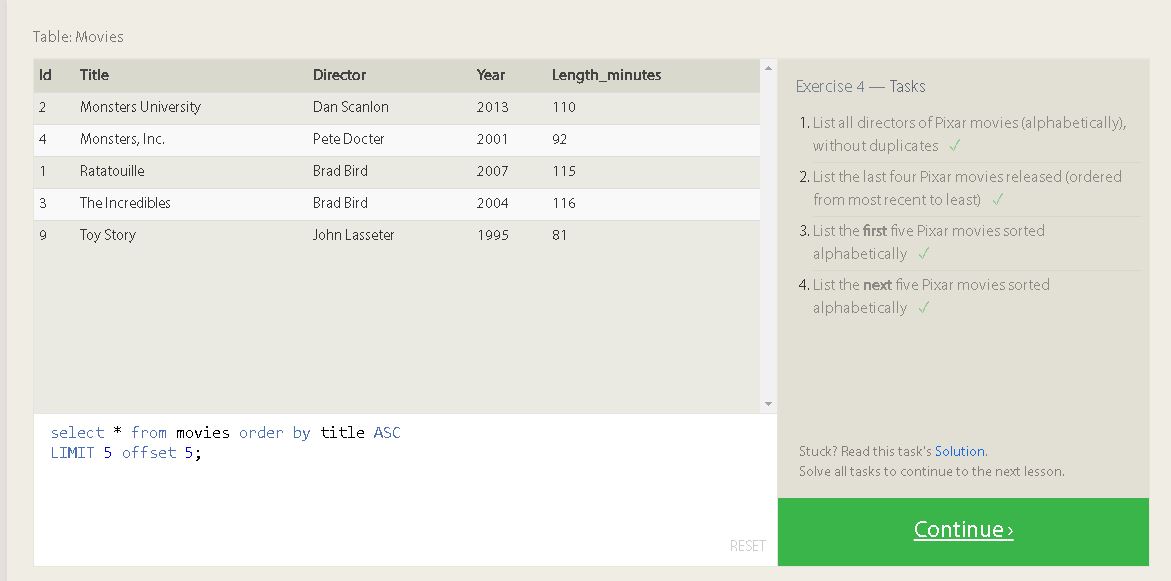 Table: Movies
Id Title Director Year Length_minutes
2 Monsters University Dan Scanlon 2013 110
4 Monsters, Inc. Pete Docter 2001 92
1 Ratatouille Brad Bird 2007 115
3 The Incredibles Brad Bird 2004 116
9 Toy Story John Lasseter 1995 81
select * from movies order by title ASC
LIMIT 5 offset 5;
RESET
Exercise 4 — Tasks
1. List all directors of Pixar movies (alphabetically),
without duplicates ✓
2. List the last four Pixar movies released (ordered
from most recent to least) ✓
3. List the first five Pixar movies sorted
alphabetically ✓
4. List the next five Pixar movies sorted
alphabetically ✓
Stuck? Read this task's Solution.
Solve all tasks to continue to the next lesson.
Continue ›